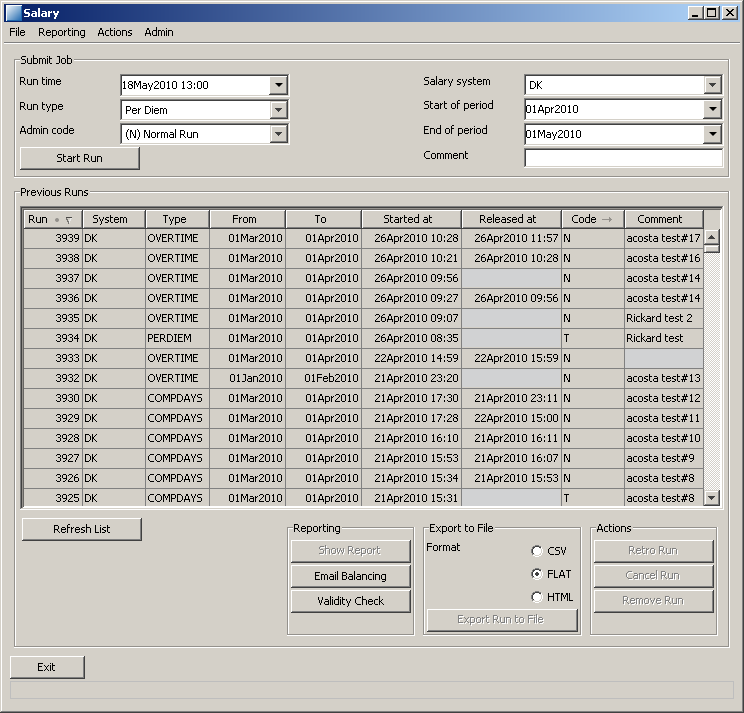 Salary
File Reporting Actions Admin
Submit Job
Run time 18May2010 13:00 Salary system DK
Run type Per Diem Start of period 01Apr2010
Admin code (N) Normal Run End of period 01May2010
Start Run Comment
Previous Runs
Run System Type From To Started at Released at Code → Comment
3939 DK OVERTIME 01Mar2010 01Apr2010 26Apr2010 10:28 26Apr2010 11:57 N acosta test#17
3938 DK OVERTIME 01Mar2010 01Apr2010 26Apr2010 10:21 26Apr2010 10:28 N acosta test#16
3937 DK OVERTIME 01Mar2010 01Apr2010 26Apr2010 09:56 N acosta test#14
3936 DK OVERTIME 01Mar2010 01Apr2010 26Apr2010 09:27 26Apr2010 09:56 N acosta test#14
3935 DK OVERTIME 01Mar2010 01Apr2010 26Apr2010 09:07 N Rickard test 2
3934 DK PERDIEM 01Mar2010 01Apr2010 26Apr2010 08:35 T Rickard test
3933 DK OVERTIME 01Mar2010 01Apr2010 22Apr2010 14:59 22Apr2010 15:59 N
3932 DK OVERTIME 01Jan2010 01Feb2010 21Apr2010 23:20 N acosta test#13
3930 DK COMPDAYS 01Mar2010 01Apr2010 21Apr2010 17:30 21Apr2010 23:11 N acosta test#12
3929 DK COMPDAYS 01Mar2010 01Apr2010 21Apr2010 17:28 22Apr2010 15:00 N acosta test#11
3928 DK COMPDAYS 01Mar2010 01Apr2010 21Apr2010 16:10 21Apr2010 16:11 N acosta test#10
3927 DK COMPDAYS 01Mar2010 01Apr2010 21Apr2010 15:53 21Apr2010 16:07 N acosta test#9
3926 DK COMPDAYS 01Mar2010 01Apr2010 21Apr2010 15:34 21Apr2010 15:53 N acosta test#8
3925 DK COMPDAYS 01Mar2010 01Apr2010 21Apr2010 15:31 T acosta test#8
Refresh List Reporting Export to File Actions
Show Report Format CSV Retro Run
Email Balancing FLAT Cancel Run
Validity Check HTML Remove Run
Export Run to File
Exit